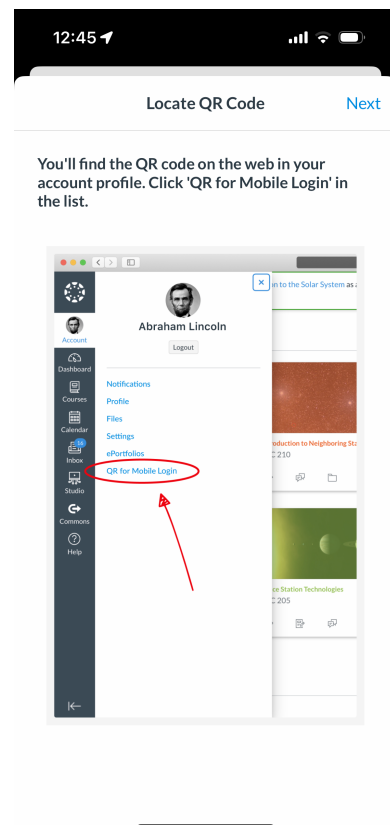 12:45
Locate QR Code
Next
You'll find the QR code on the web in your
account profile. Click 'QR for Mobile Login' in
the list.
Abraham Lincoln
Logout
Account
Dashboard
Courses
Calendar
16
Inbox
Studio
Commons
Help
Notifications
Profile
Files
Settings
ePortfolios
QR for Mobile Login
to the Solar System as
oduction to Neighboring Sta
C 210
ce Station Technologies
C 205